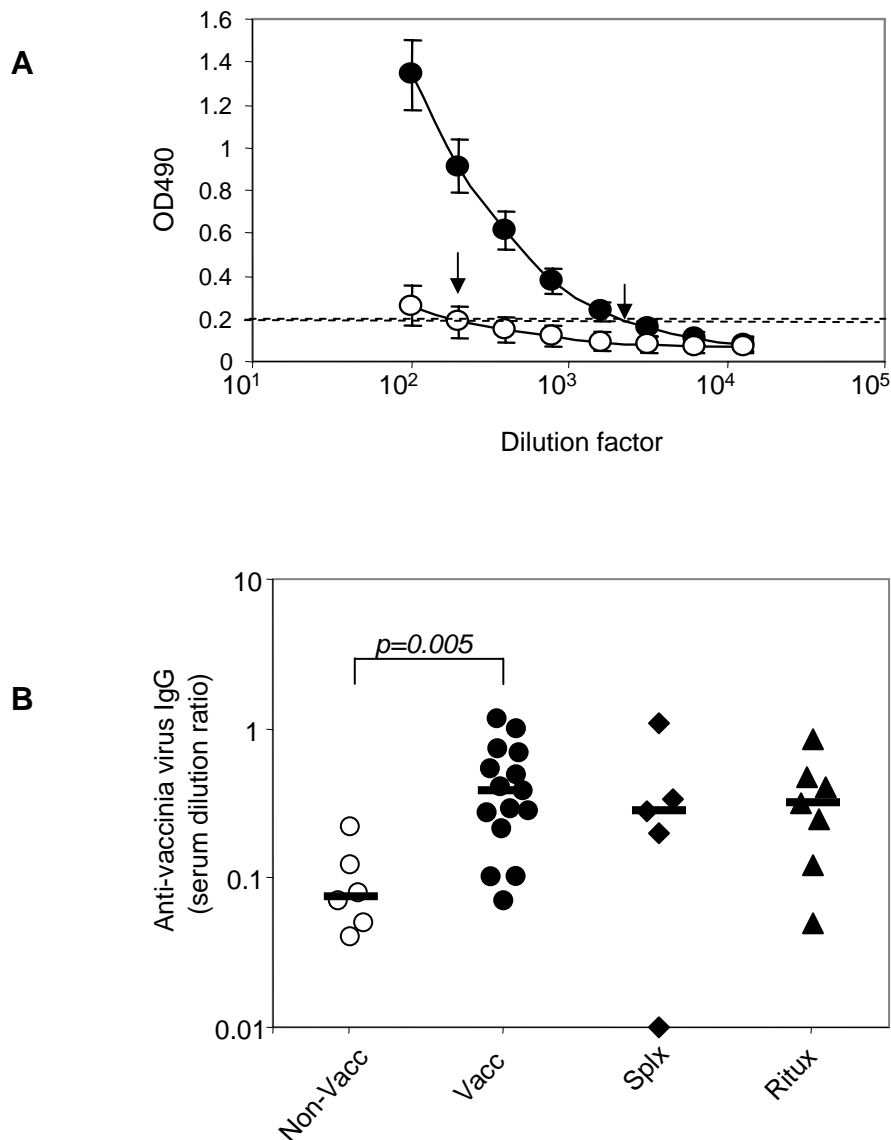 A
OD490
1.6
1.4
1.2
1
0.8
0.6
0.4
0.2
0
10¹ 10² 10³ 10⁴ 10⁵
Dilution factor
B
Anti-vaccinia virus IgG
(serum dilution ratio)
10
1
0.1
0.01
p=0.005
Non-Vacc
Vacc
Splx
Ritux